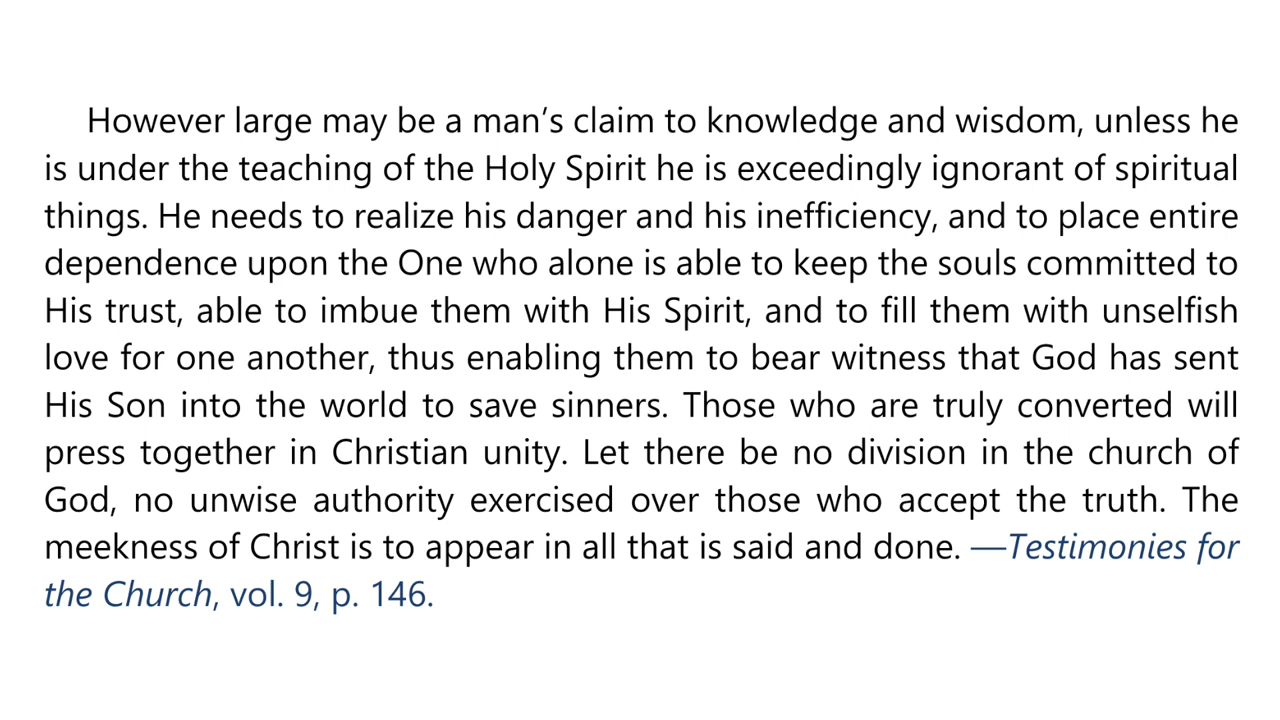 However large may be a man’s claim to knowledge and wisdom, unless he
is under the teaching of the Holy Spirit he is exceedingly ignorant of spiritual
things. He needs to realize his danger and his inefficiency, and to place entire
dependence upon the One who alone is able to keep the souls committed to
His trust, able to imbue them with His Spirit, and to fill them with unselfish
love for one another, thus enabling them to bear witness that God has sent
His Son into the world to save sinners. Those who are truly converted will
press together in Christian unity. Let there be no division in the church of
God, no unwise authority exercised over those who accept the truth. The
meekness of Christ is to appear in all that is said and done. —Testimonies for
the Church, vol. 9, p. 146.